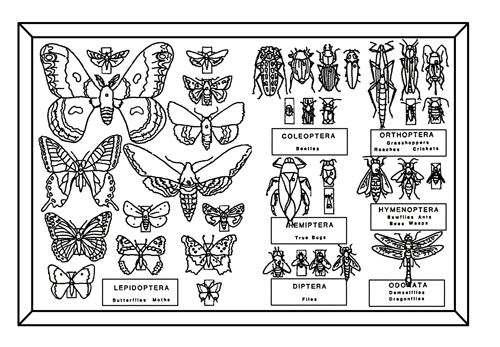 COLEOPTERA
Beetles
ORTHOPTERA
Grasshoppers
Roaches Crickets
HEMIPTERA
True Bugs
HYMENOPTERA
Sawflies Ants
Bees Wasps
LEPIDOPTERA
Butterflies Moths
DIPTERA
Flies
ODONATA
Damselflies
Dragonflies